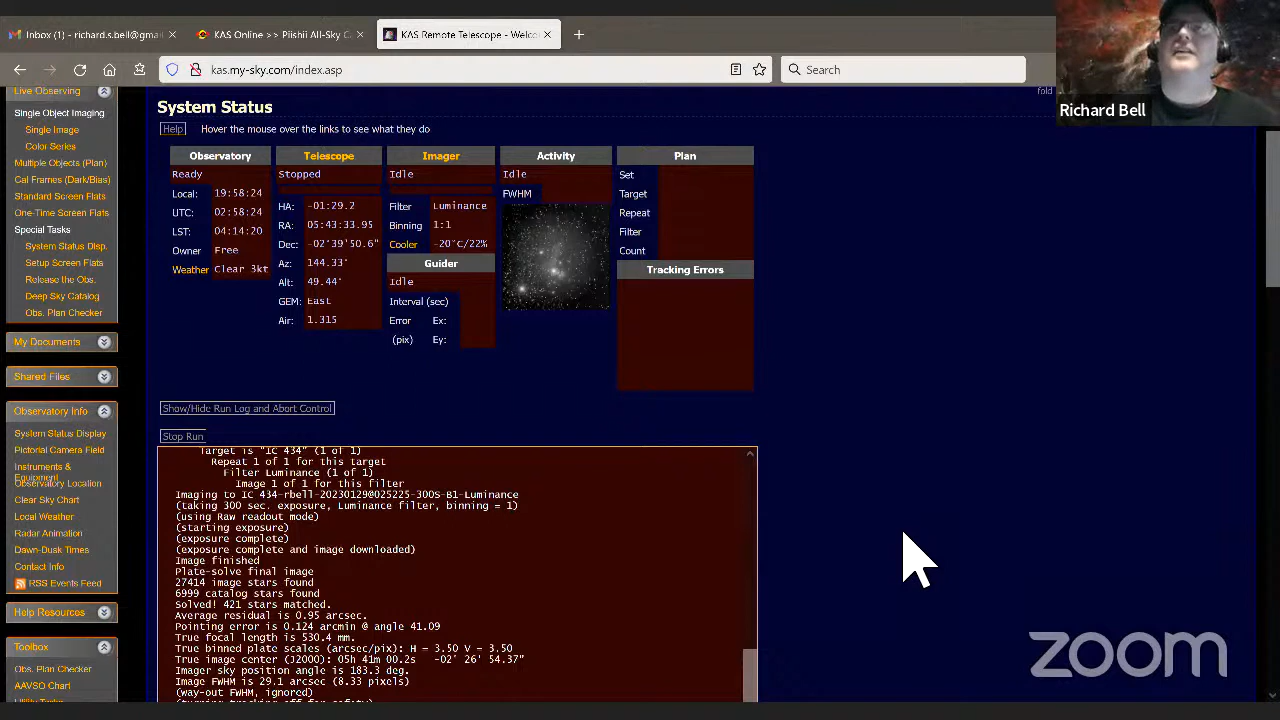 Inbox (1) - richard.s.bell@gmai
KAS Online >> Piishii All-Sky C
KAS Remote Telescope - Welco
kas.my-sky.com/index.asp
Search
Richard Bell
Live Observing
Single Object Imaging
Single Image
Color Series
Multiple Objects (Plan)
Cal Frames (Dark/Bias)
Standard Screen Flats
One-Time Screen Flats
Special Tasks
System Status Disp.
Setup Screen Flats
Release the Obs.
Deep Sky Catalog
Obs. Plan Checker
My Documents
Shared Files
Observatory Info
System Status Display
Pictorial Camera Field
Instruments &
Equipment
Observatory Location
Clear Sky Chart
Local Weather
Radar Animation
Dawn-Dusk Times
Contact Info
RSS Events Feed
Help Resources
Toolbox
Obs. Plan Checker
AAVSO Chart
System Status
fold
Help
Hover the mouse over the links to see what they do
Observatory
Ready
Local: 19:58:24
UTC: 02:58:24
LST: 04:14:20
Owner Free
Weather Clear 3kt
Telescope
Stopped
HA: -01:29.2
RA: 05:43:33.95
Dec: -02°39'50.6"
Az: 144.33°
Alt: 49.44°
GEM: East
Air: 1.315
Imager
Idle
Filter Luminance
Binning 1:1
Cooler -20°C/22%
Guider
Idle
Interval (sec)
Error Ex:
(pix) Ey:
Activity
Idle
FWHM
Plan
Set
Target
Repeat
Filter
Count
Tracking Errors
Show/Hide Run Log and Abort Control
Stop Run
Target is "IC 434" (1 of 1)
Repeat 1 of 1 for this target
Filter Luminance (1 of 1)
Image 1 of 1 for this filter
Imaging to IC 434-rbell-20230129@025225-300S-B1-Luminance
(taking 300 sec. exposure, Luminance filter, binning = 1)
(using Raw readout mode)
(starting exposure)
(exposure complete)
(exposure complete and image downloaded)
Image finished
Plate-solve final image
27414 image stars found
6999 catalog stars found
Solved! 421 stars matched.
Average residual is 0.95 arcsec.
Pointing error is 0.124 arcmin @ angle 41.09
True focal length is 530.4 mm.
True binned plate scales (arcsec/pix): H = 3.50 V = 3.50
True image center (J2000): 05h 41m 00.2s -02° 26' 54.37"
Imager sky position angle is 183.3 deg.
Image FWHM is 29.1 arcsec (8.33 pixels)
(way-out FWHM, ignored)
(turning tracking off for safety)
zoom